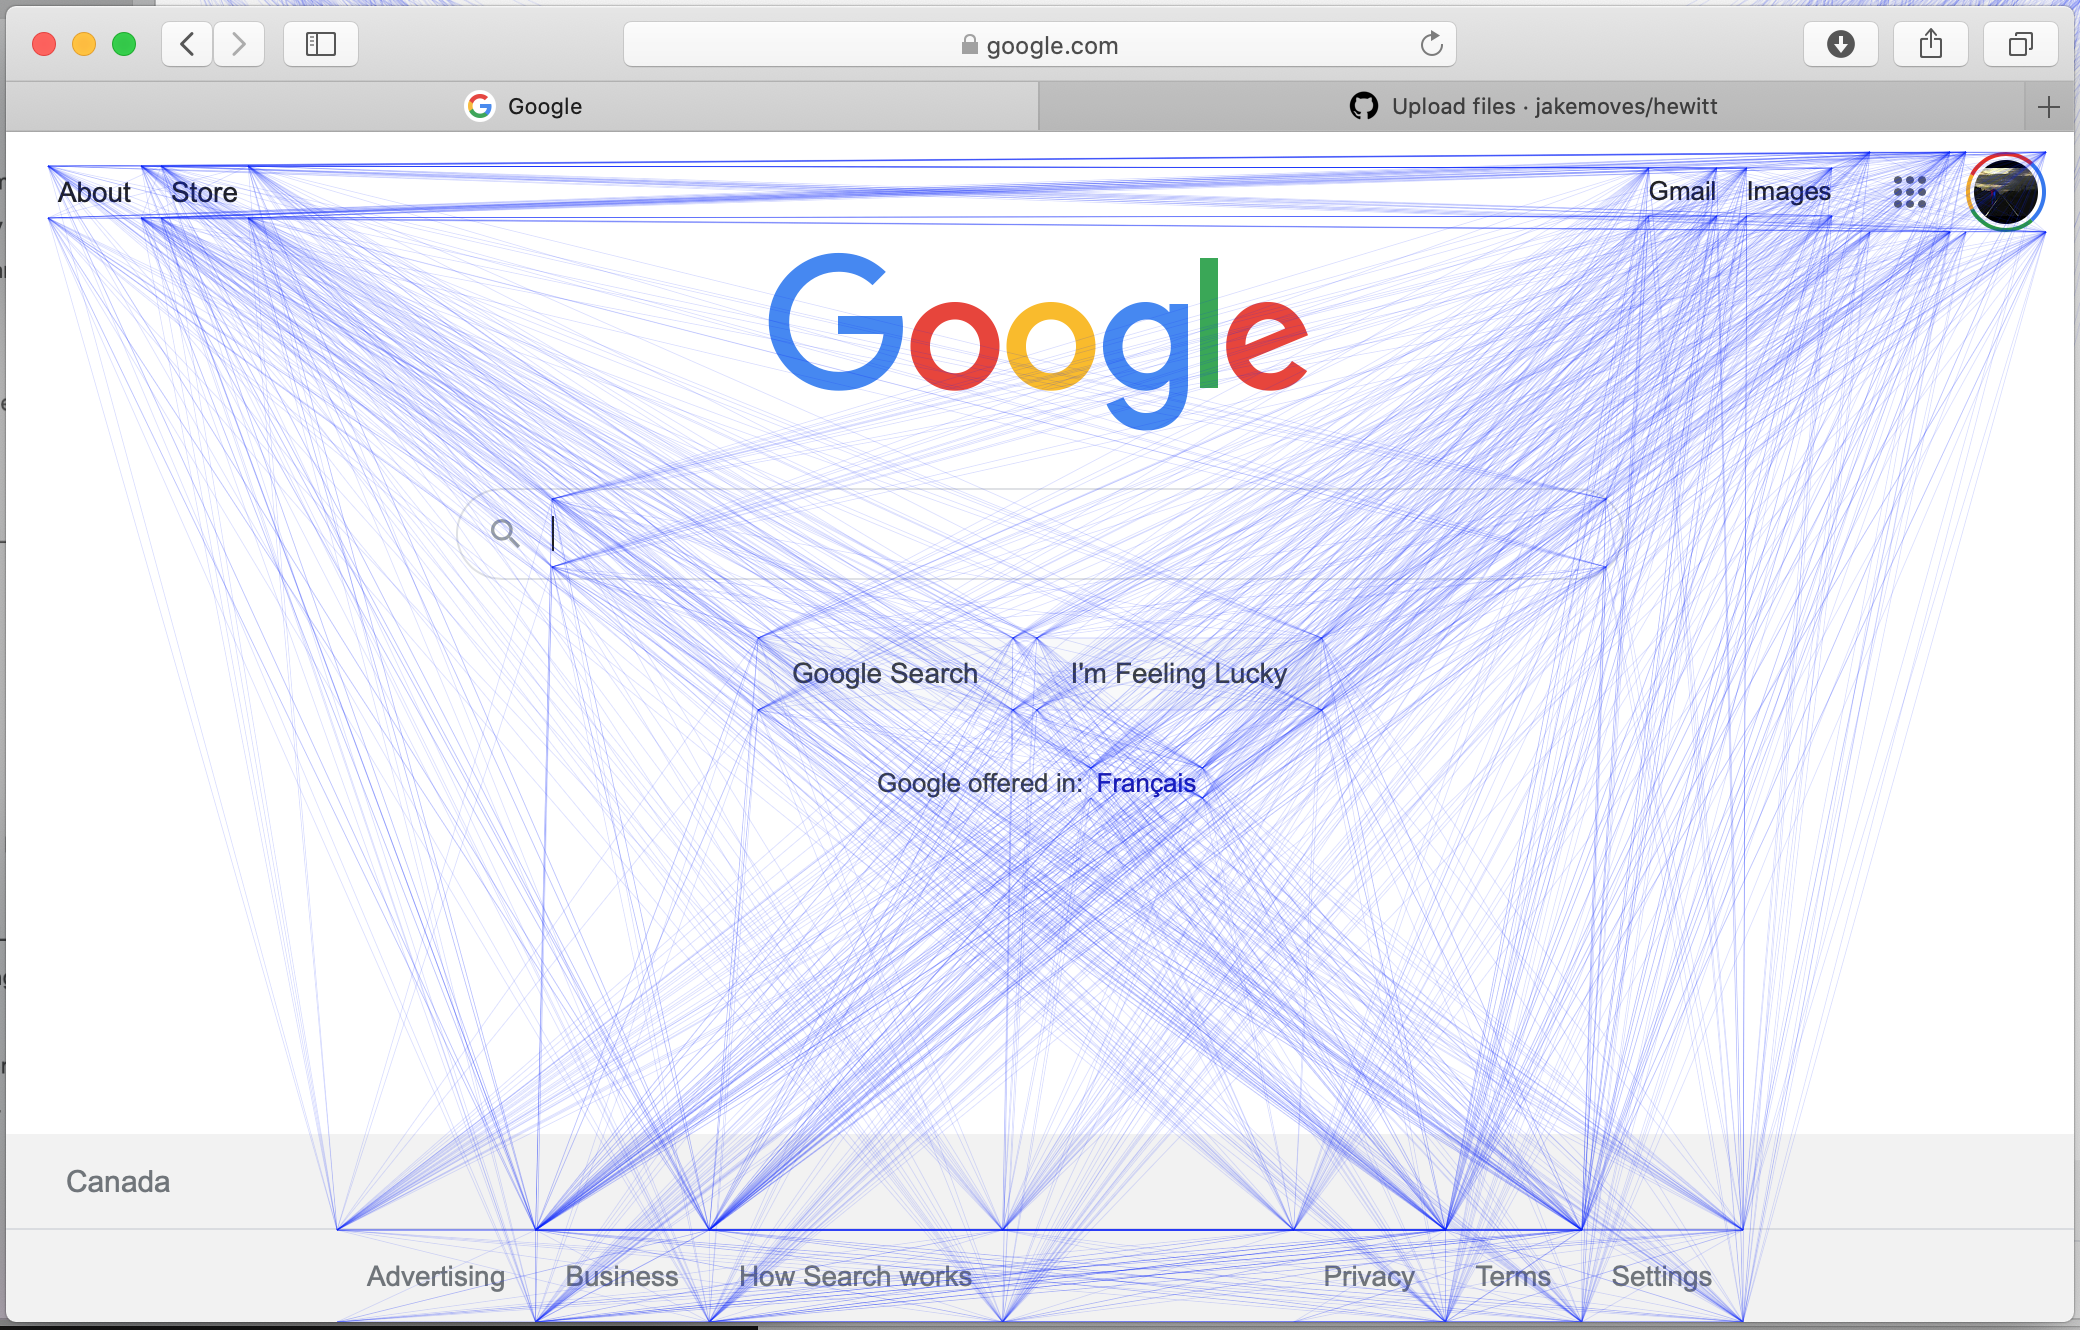 google.com
Google
Upload files · jakemoves/hewitt
About Store Gmail Images
Google
Google Search I'm Feeling Lucky
Google offered in: Français
Canada
Advertising Business How Search works Privacy Terms Settings